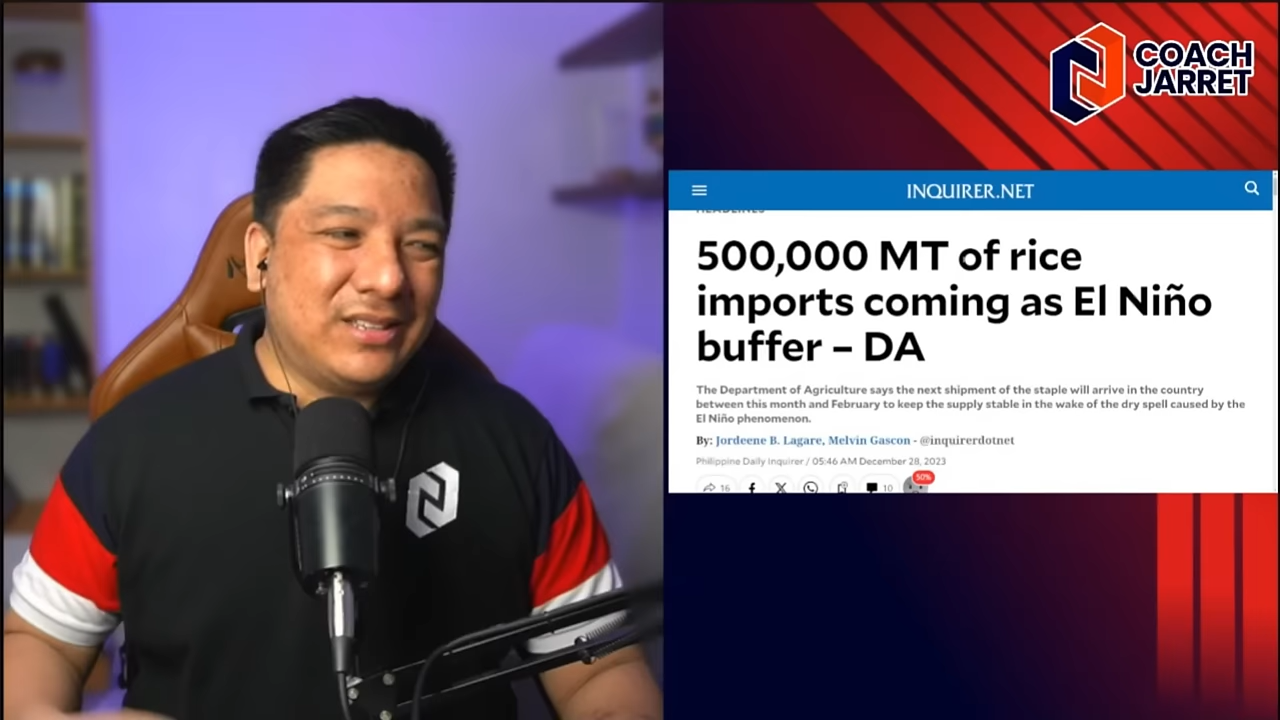 COACH
JARRET
INQUIRER.NET
HEADLINES
500,000 MT of rice
imports coming as El Niño
buffer – DA
The Department of Agriculture says the next shipment of the staple will arrive in the country
between this month and February to keep the supply stable in the wake of the dry spell caused by the
El Niño phenomenon.
By: Jordeene B. Lagare, Melvin Gascon - @inquirerdotnet
Philippine Daily Inquirer / 05:46 AM December 28, 2023
16
10
50%